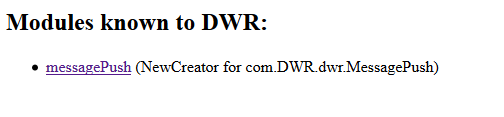 Modules known to DWR:
messagePush (NewCreator for com.DWR.dwr.MessagePush)